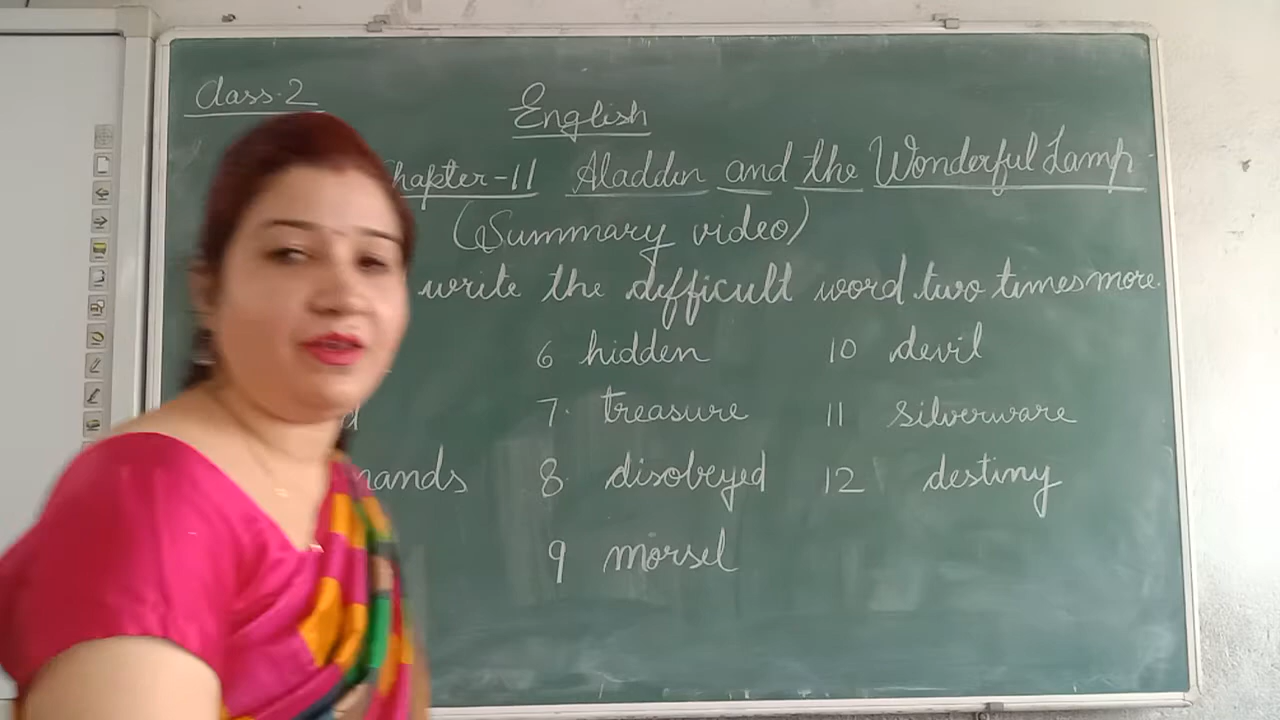 Class-2
English
Chapter-11 Aladdin and the Wonderful Lamp
(Summary video)
write the difficult word two times more.
6 hidden 10 devil
7. treasure 11 silverware
8. disobeyed 12 destiny
9 morsel